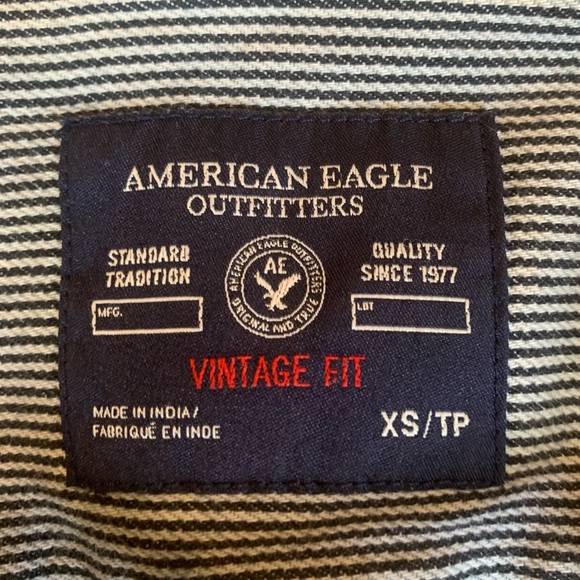 AMERICAN EAGLE
OUTFITTERS
STANDARD
TRADITION
AMERICAN EAGLE OUTFITTERS
AE
ORIGINAL AND TRUE
QUALITY
SINCE 1977
MFG.
LBT
VINTAGE FIT
MADE IN INDIA/
FABRIQUÉ EN INDE
XS/TP